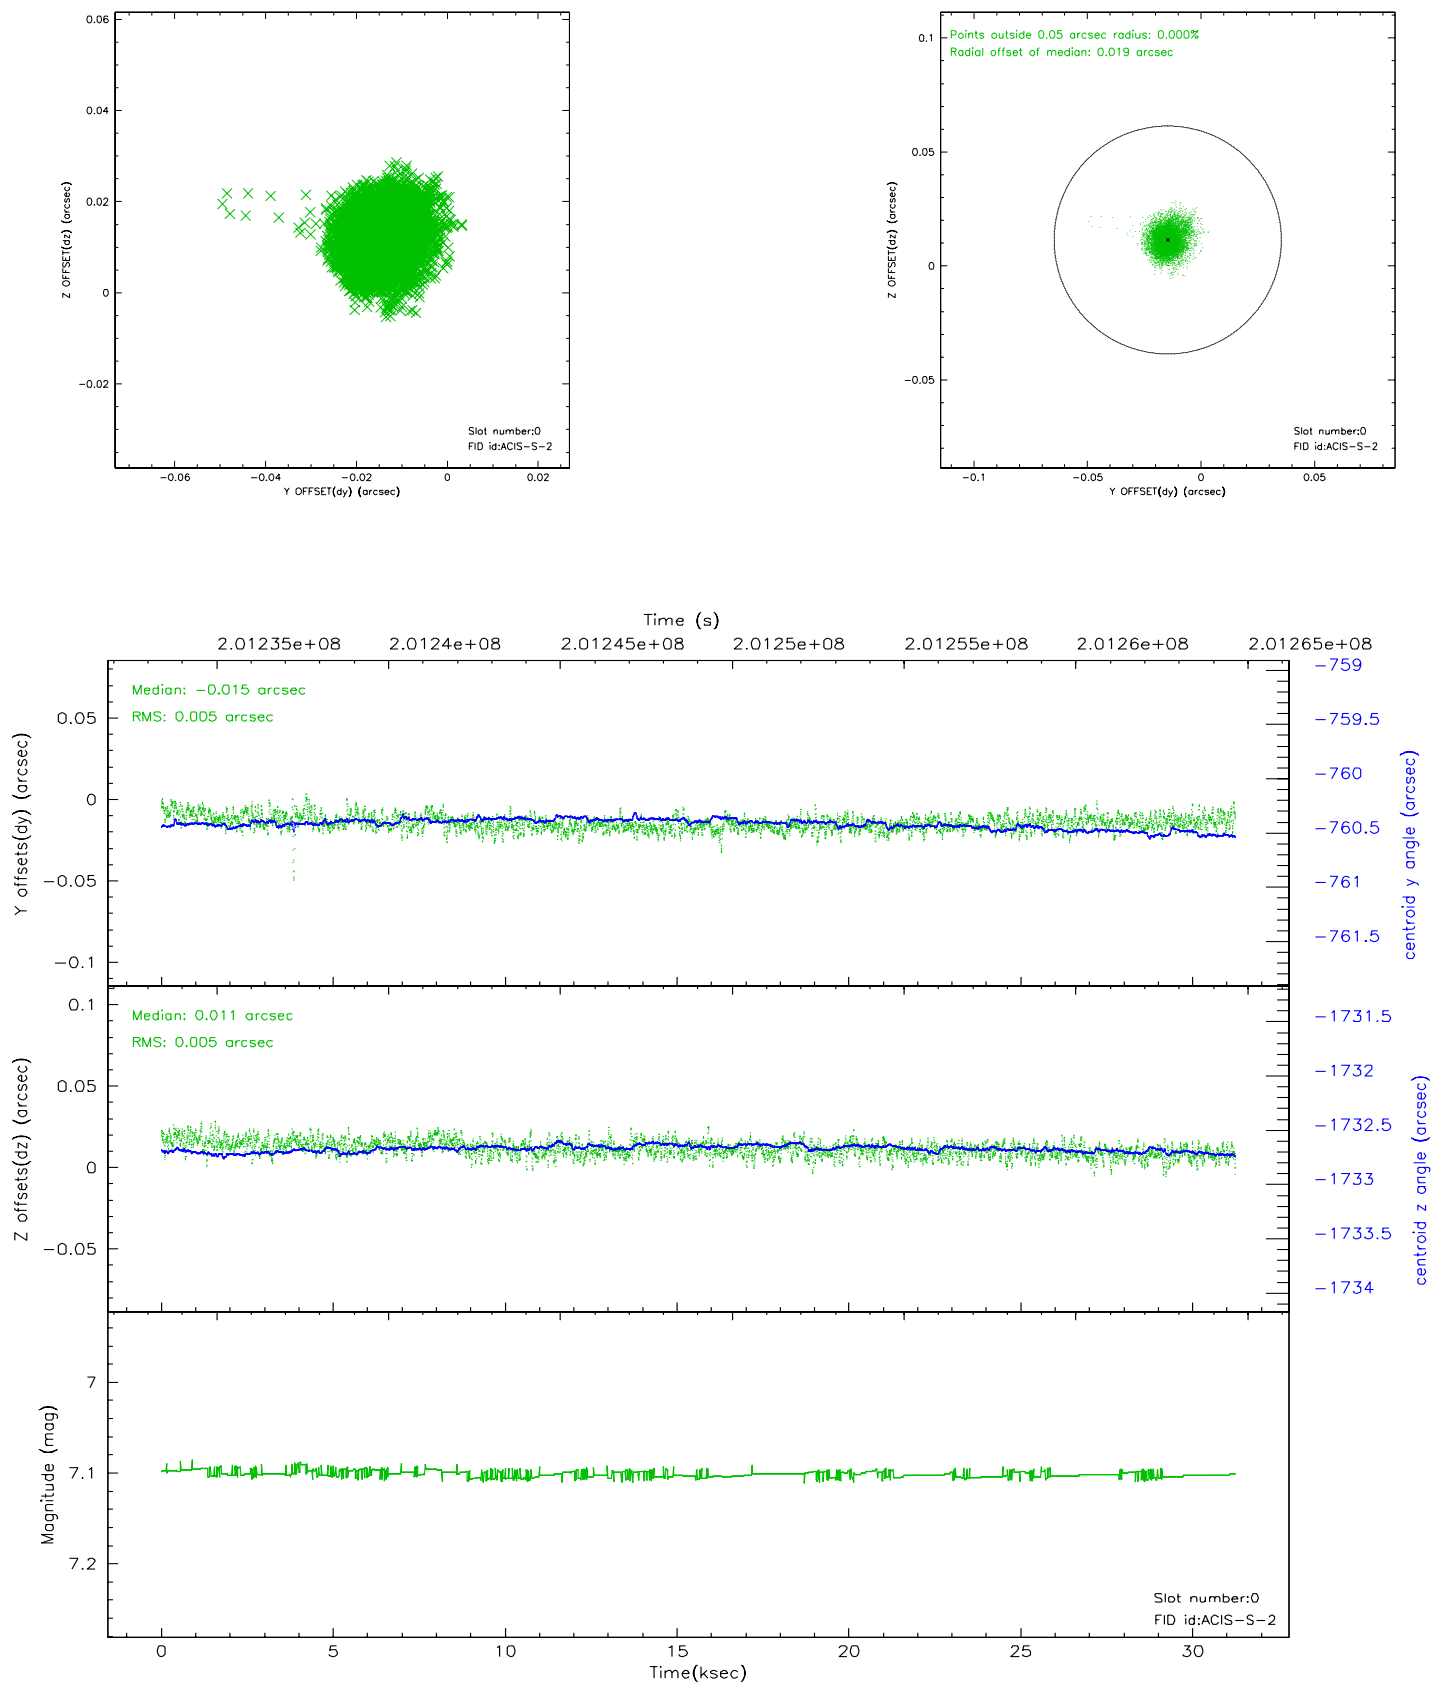 0.06
0.04
0.02
0
-0.02
Z OFFSET(dz) (arcsec)
Slot number:0
FID id:ACIS-S-2
-0.06
-0.04
-0.02
0
0.02
Y OFFSET(dy) (arcsec)
Points outside 0.05 arcsec radius: 0.000%
Radial offset of median: 0.019 arcsec
0.1
0.05
0
-0.05
Z OFFSET(dz) (arcsec)
Slot number:0
FID id:ACIS-S-2
-0.1
-0.05
0
0.05
Y OFFSET(dy) (arcsec)
Time (s)
2.01235e+08
2.0124e+08
2.01245e+08
2.0125e+08
2.01255e+08
2.0126e+08
2.01265e+08
Median: -0.015 arcsec
RMS: 0.005 arcsec
0.05
0
-0.05
-0.1
Y offsets(dy) (arcsec)
-759
-759.5
-760
-760.5
-761
-761.5
centroid y angle (arcsec)
Median: 0.011 arcsec
RMS: 0.005 arcsec
0.1
0.05
0
-0.05
Z offsets(dz) (arcsec)
-1731.5
-1732
-1732.5
-1733
-1733.5
-1734
centroid z angle (arcsec)
7
7.1
7.2
Magnitude (mag)
Slot number:0
FID id:ACIS-S-2
0
5
10
15
20
25
30
Time(ksec)